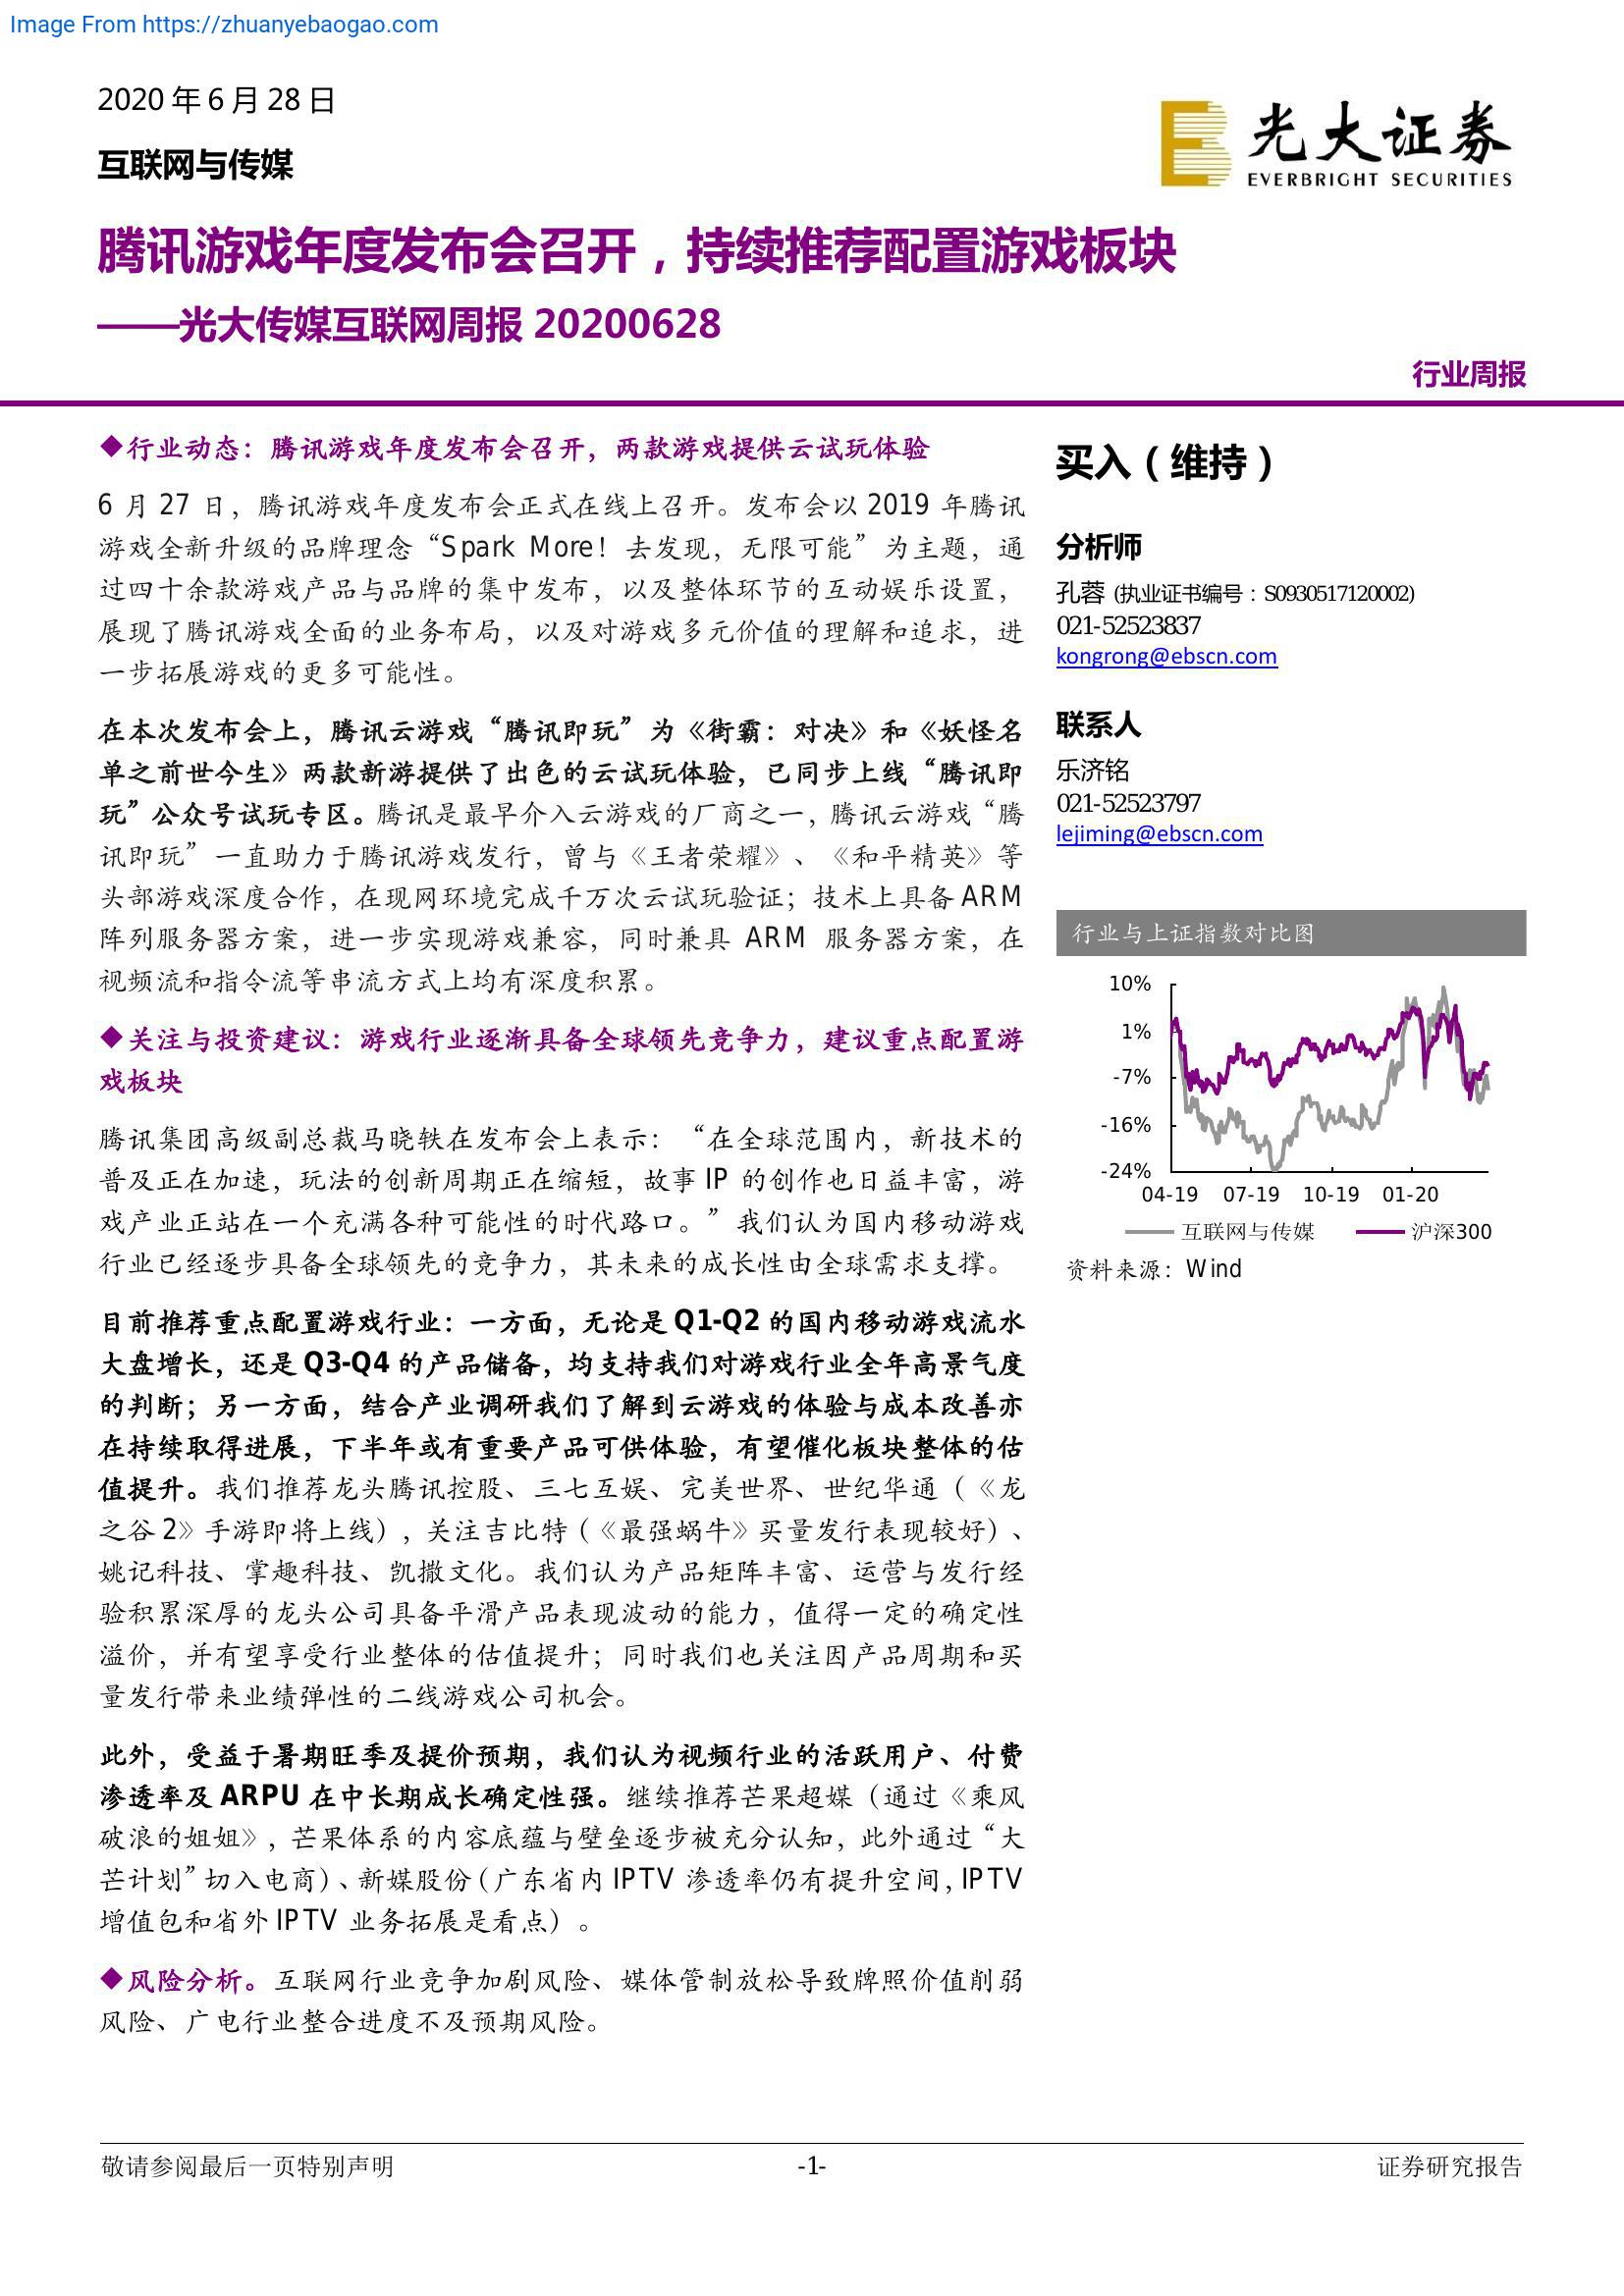 Image From https://zhuanyebaogao.com
2020 年 6 月 28 日
互联网与传媒
光大证券
EVERBRIGHT SECURITIES
腾讯游戏年度发布会召开，持续推荐配置游戏板块
——光大传媒互联网周报 20200628
行业周报
◆行业动态：腾讯游戏年度发布会召开，两款游戏提供云试玩体验
6 月 27 日，腾讯游戏年度发布会正式在线上召开。发布会以 2019 年腾讯
游戏全新升级的品牌理念“Spark More！去发现，无限可能”为主题，通
过四十余款游戏产品与品牌的集中发布，以及整体环节的互动娱乐设置，
展现了腾讯游戏全面的业务布局，以及对游戏多元价值的理解和追求，进
一步拓展游戏的更多可能性。
在本次发布会上，腾讯云游戏“腾讯即玩”为《街霸：对决》和《妖怪名
单之前世今生》两款新游提供了出色的云试玩体验，已同步上线“腾讯即
玩”公众号试玩专区。腾讯是最早介入云游戏的厂商之一，腾讯云游戏“腾
讯即玩”一直助力于腾讯游戏发行，曾与《王者荣耀》、《和平精英》等
头部游戏深度合作，在现网环境完成千万次云试玩验证；技术上具备 ARM
阵列服务器方案，进一步实现游戏兼容，同时兼具 ARM 服务器方案，在
视频流和指令流等串流方式上均有深度积累。
◆关注与投资建议：游戏行业逐渐具备全球领先竞争力，建议重点配置游
戏板块
腾讯集团高级副总裁马晓轶在发布会上表示：“在全球范围内，新技术的
普及正在加速，玩法的创新周期正在缩短，故事 IP 的创作也日益丰富，游
戏产业正站在一个充满各种可能性的时代路口。”我们认为国内移动游戏
行业已经逐步具备全球领先的竞争力，其未来的成长性由全球需求支撑。
目前推荐重点配置游戏行业：一方面，无论是 Q1-Q2 的国内移动游戏流水
大盘增长，还是 Q3-Q4 的产品储备，均支持我们对游戏行业全年高景气度
的判断；另一方面，结合产业调研我们了解到云游戏的体验与成本改善亦
在持续取得进展，下半年或有重要产品可供体验，有望催化板块整体的估
值提升。我们推荐龙头腾讯控股、三七互娱、完美世界、世纪华通（《龙
之谷 2》手游即将上线），关注吉比特（《最强蜗牛》买量发行表现较好）、
姚记科技、掌趣科技、凯撒文化。我们认为产品矩阵丰富、运营与发行经
验积累深厚的龙头公司具备平滑产品表现波动的能力，值得一定的确定性
溢价，并有望享受行业整体的估值提升；同时我们也关注因产品周期和买
量发行带来业绩弹性的二线游戏公司机会。
此外，受益于暑期旺季及提价预期，我们认为视频行业的活跃用户、付费
渗透率及 ARPU 在中长期成长确定性强。继续推荐芒果超媒（通过《乘风
破浪的姐姐》，芒果体系的内容底蕴与壁垒逐步被充分认知，此外通过“大
芒计划”切入电商）、新媒股份（广东省内 IPTV 渗透率仍有提升空间，IPTV
增值包和省外 IPTV 业务拓展是看点）。
◆风险分析。互联网行业竞争加剧风险、媒体管制放松导致牌照价值削弱
风险、广电行业整合进度不及预期风险。
买入（维持）
分析师
孔蓉 (执业证书编号：S0930517120002)
021-52523837
kongrong@ebscn.com
联系人
乐济铭
021-52523797
lejiming@ebscn.com
行业与上证指数对比图
10%
1%
-7%
-16%
-24%
04-19 07-19 10-19 01-20
互联网与传媒 沪深300
资料来源：Wind
敬请参阅最后一页特别声明 -1- 证券研究报告